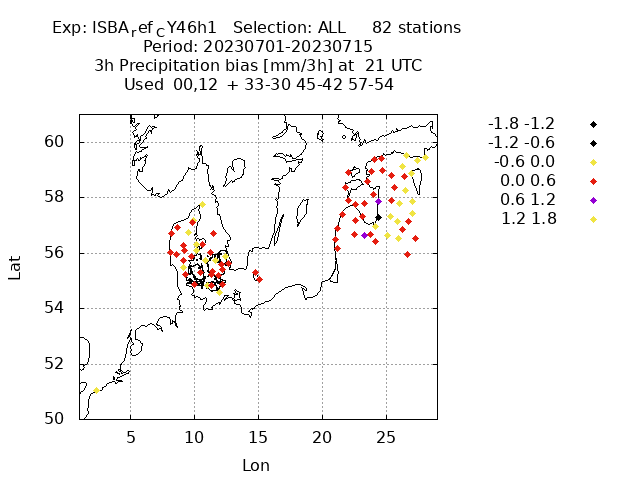 Exp: ISBA_ref_C Y46h1 Selection: ALL 82 stations
Period: 20230701-20230715
3h Precipitation bias [mm/3h] at 21 UTC
Used 00,12 + 33-30 45-42 57-54
-1.8 -1.2
-1.2 -0.6
-0.6 0.0
0.0 0.6
0.6 1.2
1.2 1.8
60
58
56
54
52
50
Lat
5 10 15 20 25
Lon